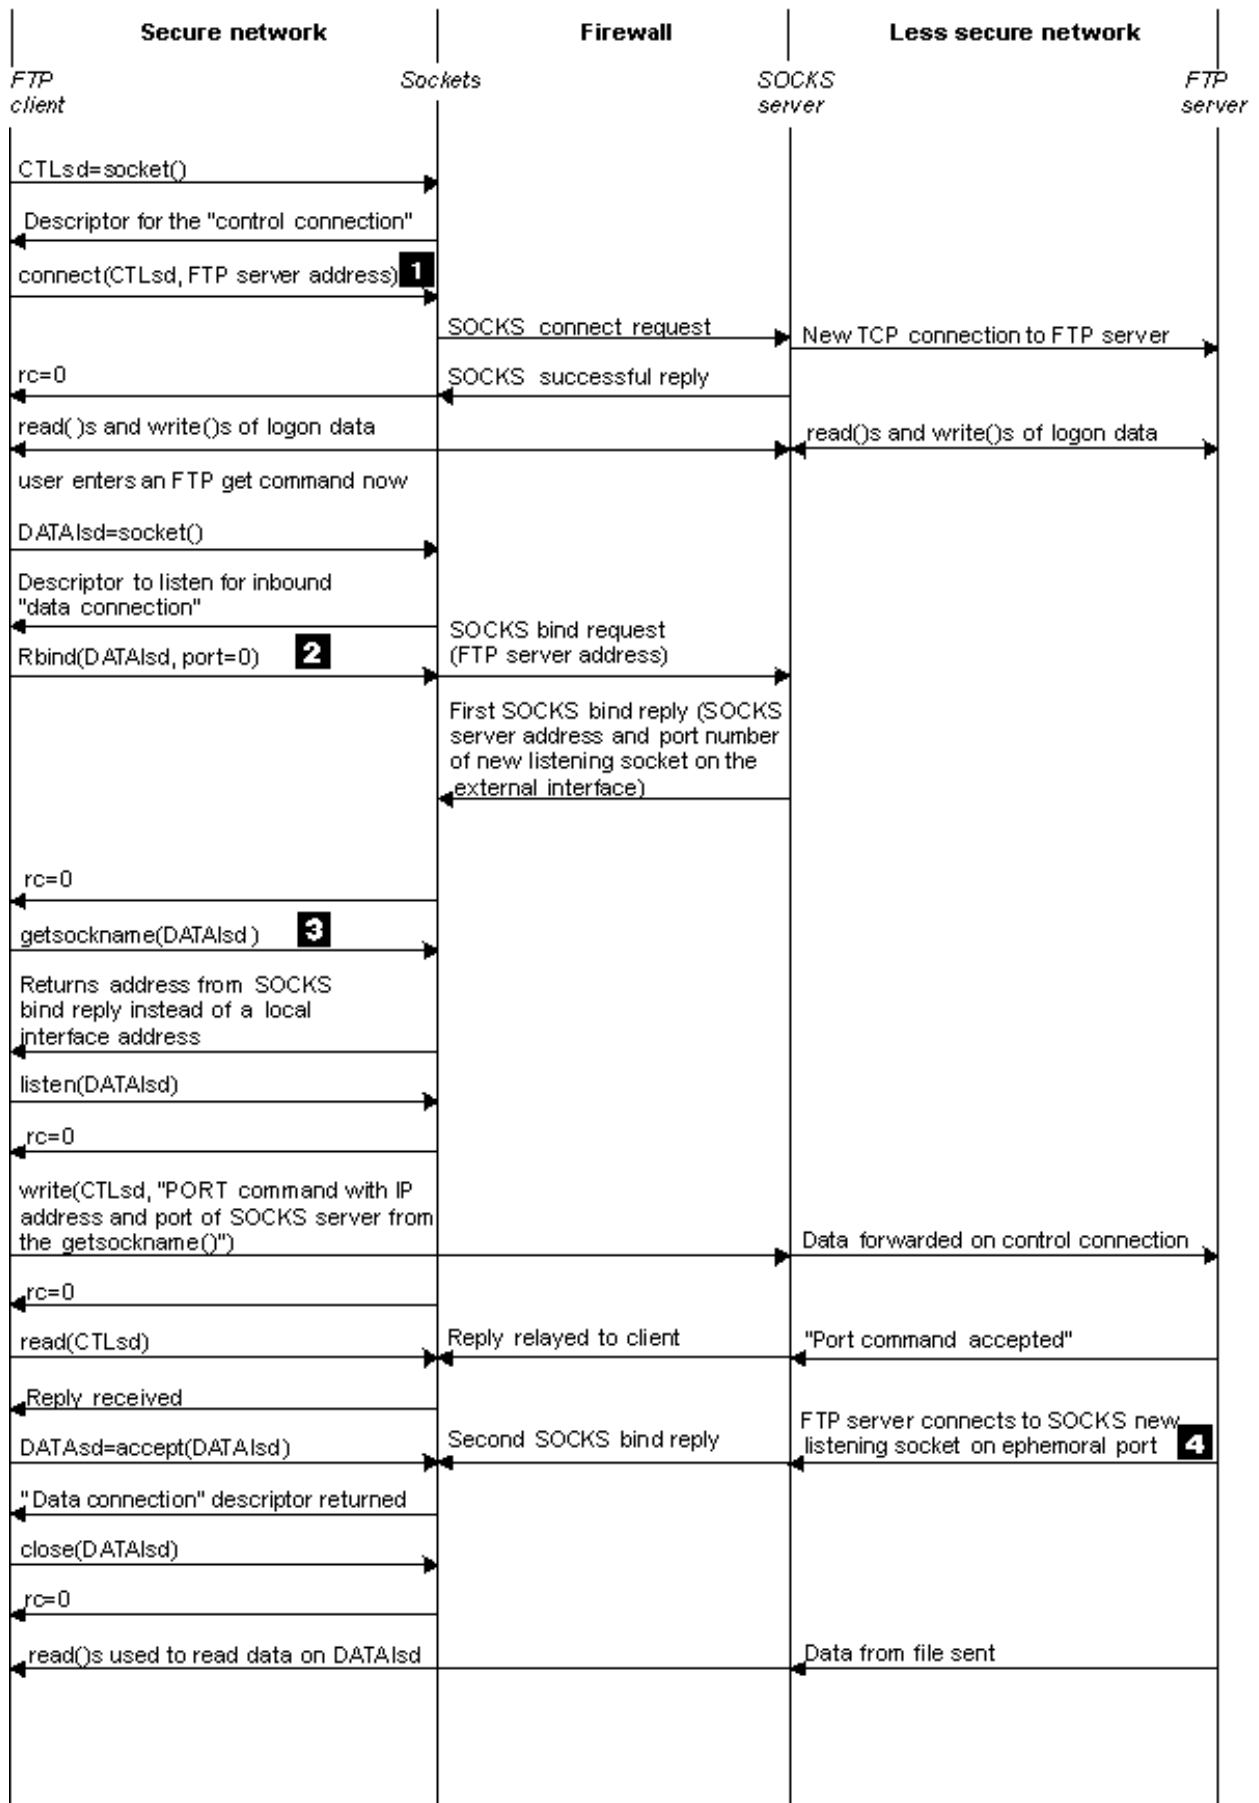 Secure network
Firewall
Less secure network
FTP
client
Sockets
SOCKS
server
FTP
server
CTLsd=socket()
Descriptor for the "control connection"
connect(CTLsd, FTP server address) 1
SOCKS connect request
New TCP connection to FTP server
rc=0
SOCKS successful reply
read()s and write()s of logon data
read()s and write()s of logon data
user enters an FTP get command now
DATAlsd=socket()
Descriptor to listen for inbound
"data connection"
Rbind(DATAlsd, port=0) 2
SOCKS bind request
(FTP server address)
First SOCKS bind reply (SOCKS
server address and port number
of new listening socket on the
external interface)
rc=0
getsockname(DATAlsd) 3
Returns address from SOCKS
bind reply instead of a local
interface address
listen(DATAlsd)
rc=0
write(CTLsd, "PORT command with IP
address and port of SOCKS server from
the getsockname()")
Data forwarded on control connection
rc=0
read(CTLsd)
Reply relayed to client
"Port command accepted"
Reply received
DATAsd=accept(DATAlsd)
Second SOCKS bind reply
FTP server connects to SOCKS new
listening socket on ephemoral port 4
"Data connection" descriptor returned
close(DATAlsd)
rc=0
read()s used to read data on DATAlsd
Data from file sent